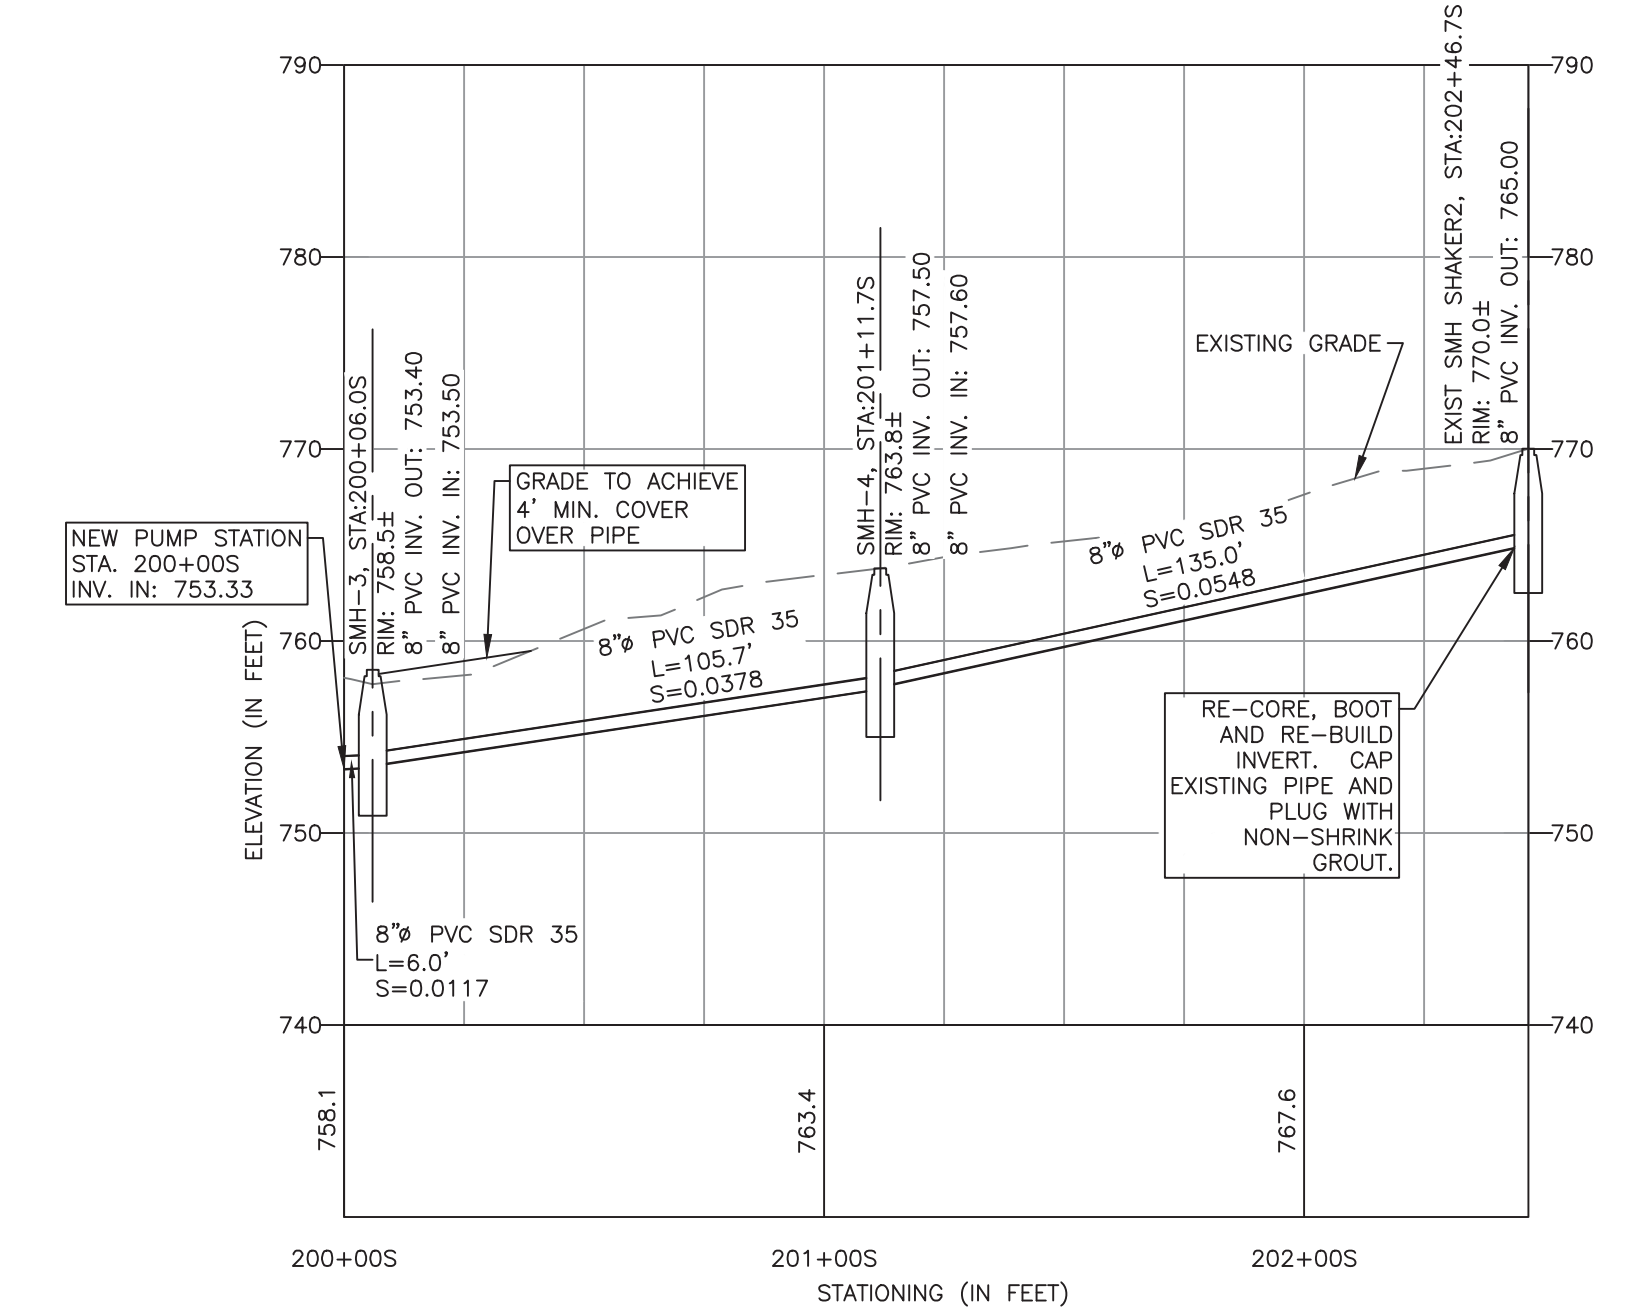 790
780
770
760
750
740
ELEVATION (IN FEET)
NEW PUMP STATION
STA. 200+00S
INV. IN: 753.33
SMH-3, STA:200+06.0S
RIM: 758.5±
8" PVC INV. OUT: 753.40
8" PVC INV. IN: 753.50
GRADE TO ACHIEVE
4' MIN. COVER
OVER PIPE
8"ø PVC SDR 35
L=6.0'
S=0.0117
8"ø PVC SDR 35
L=105.7'
S=0.0378
SMH-4, STA:201+11.7S
RIM: 763.8±
8" PVC INV. OUT: 757.50
8" PVC INV. IN: 757.60
8"ø PVC SDR 35
L=135.0'
S=0.0548
EXISTING GRADE
EXIST SMH SHAKER2, STA:202+46.7S
RIM: 770.0±
8" PVC INV. OUT: 765.00
RE-CORE, BOOT
AND RE-BUILD
INVERT. CAP
EXISTING PIPE AND
PLUG WITH
NON-SHRINK
GROUT.
790
780
770
760
750
740
758.1
763.4
767.6
200+00S
201+00S
202+00S
STATIONING (IN FEET)